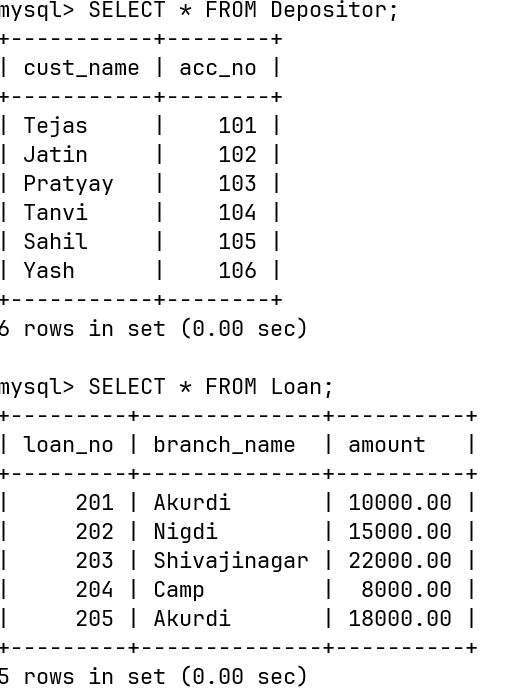 mysql> SELECT * FROM Depositor;
+-----------+--------+
| cust_name | acc_no |
+-----------+--------+
| Tejas     |    101 |
| Jatin     |    102 |
| Pratyay   |    103 |
| Tanvi     |    104 |
| Sahil     |    105 |
| Yash      |    106 |
+-----------+--------+
6 rows in set (0.00 sec)

mysql> SELECT * FROM Loan;
+---------+--------------+----------+
| loan_no | branch_name  | amount   |
+---------+--------------+----------+
|     201 | Akurdi       | 10000.00 |
|     202 | Nigdi        | 15000.00 |
|     203 | Shivajinagar | 22000.00 |
|     204 | Camp         |  8000.00 |
|     205 | Akurdi       | 18000.00 |
+---------+--------------+----------+
5 rows in set (0.00 sec)